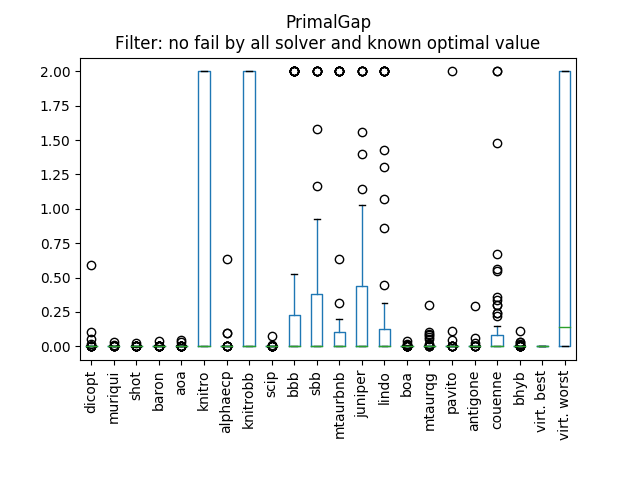 PrimalGap
Filter: no fail by all solver and known optimal value
2.00
1.75
1.50
1.25
1.00
0.75
0.50
0.25
0.00
dicopt
muriqui
shot
baron
aoa
knitro
alphaecp
knitrobb
scip
bbb
sbb
mtaurbnb
juniper
lindo
boa
mtaurqg
pavito
antigone
couenne
bhyb
virt. best
virt. worst